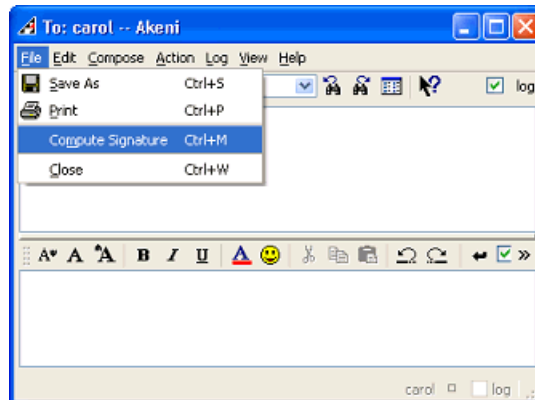 To: carol -- Akeni
File Edit Compose Action Log View Help
Save As Ctrl+S
log
Print Ctrl+P
Compute Signature Ctrl+M
Close Ctrl+W
A A A B I U A
carol log